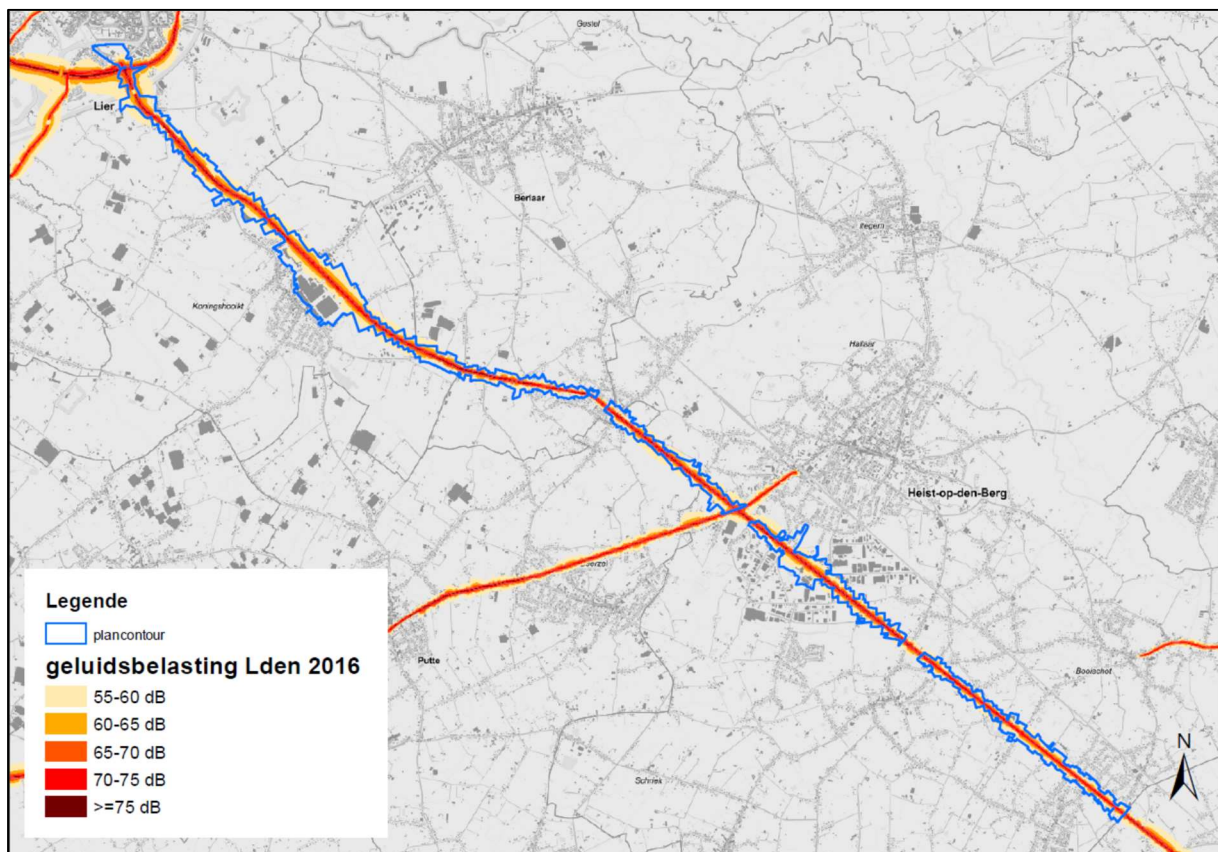 Gestel
Lier
Berlaar
Itegem
Koningshooikt
Hallaar
Heist-op-den-Berg
Putte
Booischot
Schriek
N
Legende
plancontour
geluidsbelasting Lden 2016
55-60 dB
60-65 dB
65-70 dB
70-75 dB
>=75 dB